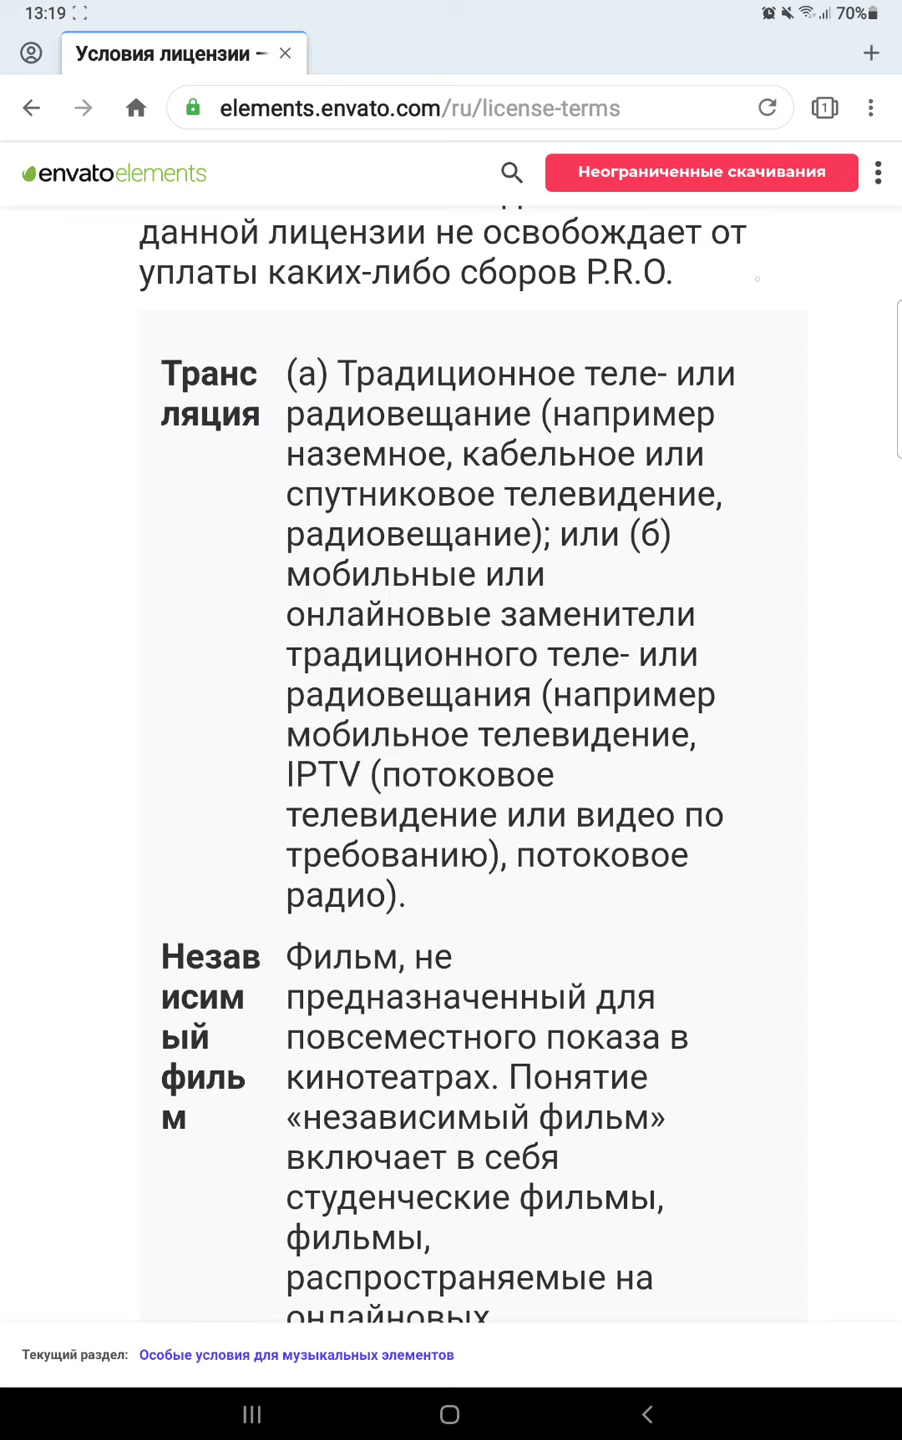 13:19
70%
Условия лицензии –
elements.envato.com/ru/license-terms
1
envatoelements
Неограниченные скачивания
данной лицензии не освобождает от
уплаты каких-либо сборов P.R.O.
Транс
ляция
(а) Традиционное теле- или
радиовещание (например
наземное, кабельное или
спутниковое телевидение,
радиовещание); или (б)
мобильные или
онлайновые заменители
традиционного теле- или
радиовещания (например
мобильное телевидение,
IPTV (потоковое
телевидение или видео по
требованию), потоковое
радио).
Незав
исим
ый
филь
м
Фильм, не
предназначенный для
повсеместного показа в
кинотеатрах. Понятие
«независимый фильм»
включает в себя
студенческие фильмы,
фильмы,
распространяемые на
онлайновых
Текущий раздел: Особые условия для музыкальных элементов